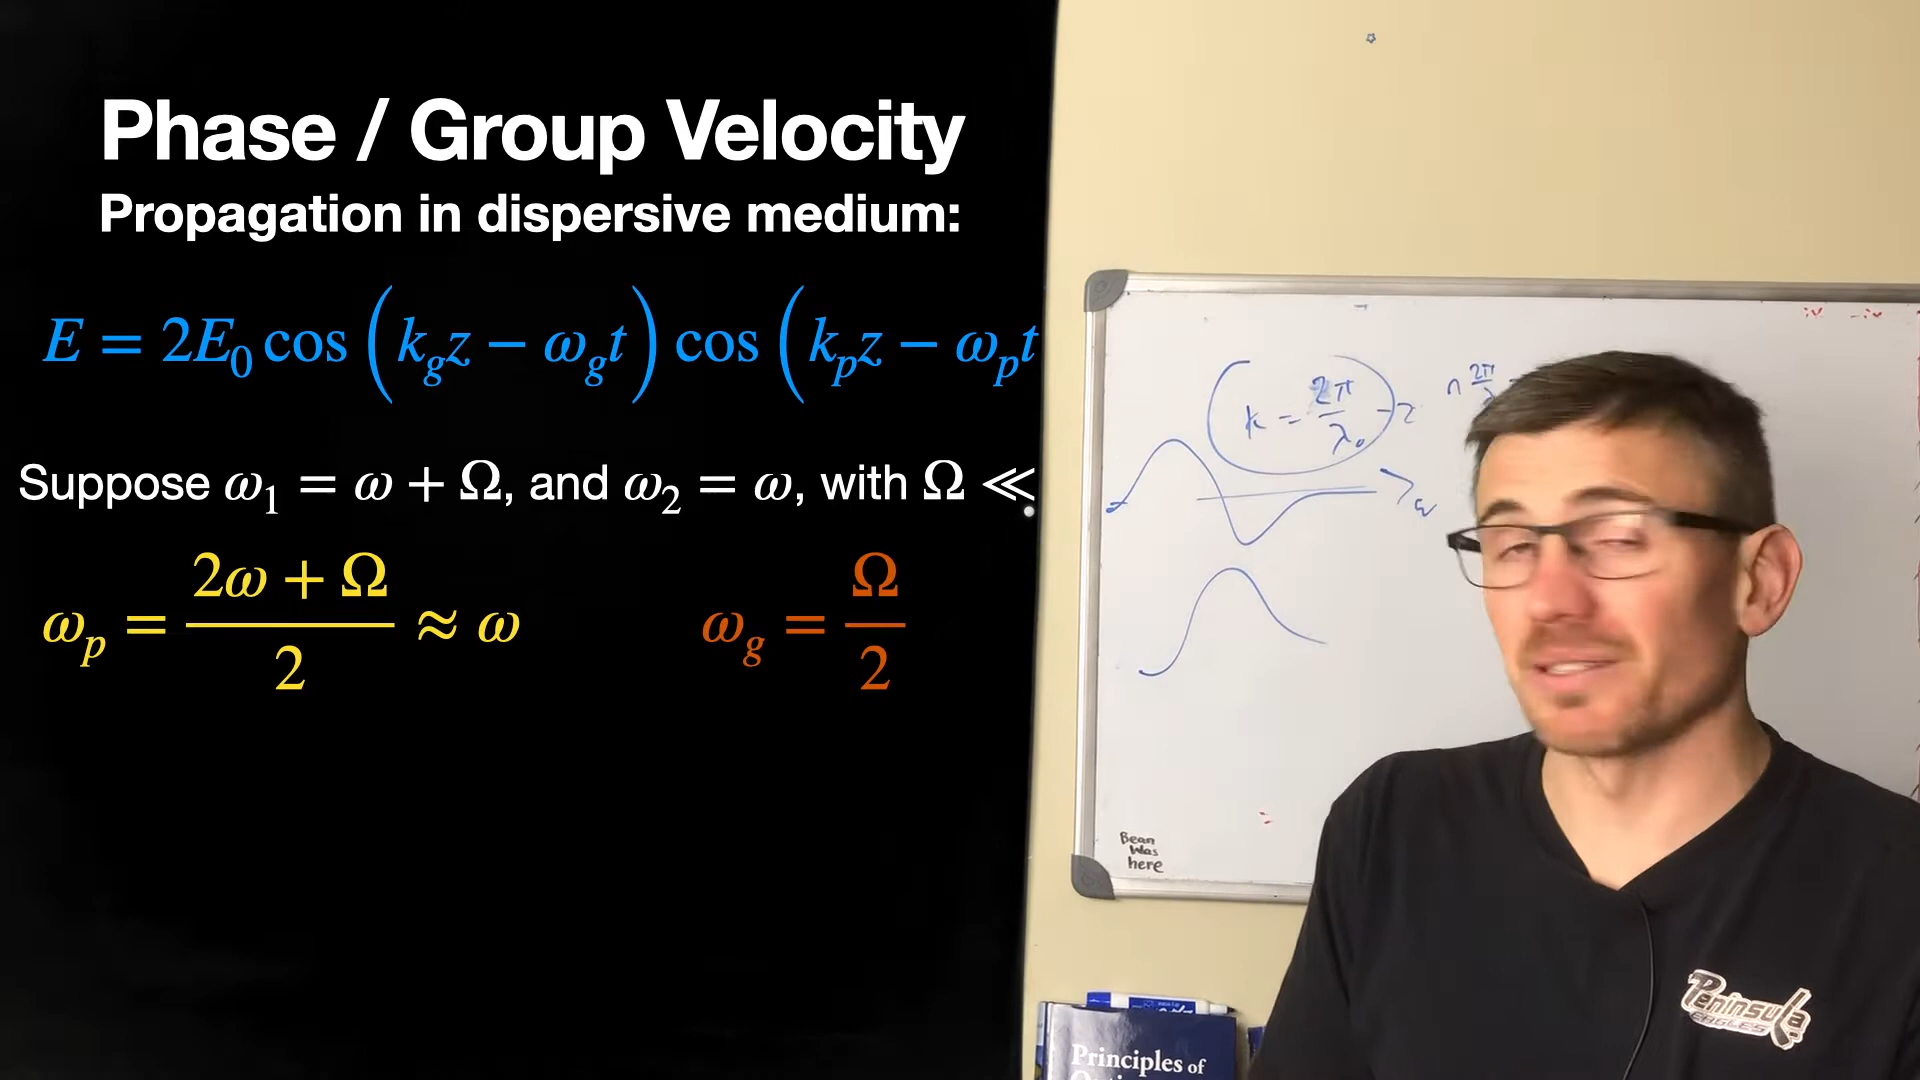 Phase / Group Velocity
Propagation in dispersive medium:
E = 2E₀ cos (k_g z − ω_g t) cos (k_p z − ω_p t
Suppose ω₁ = ω + Ω, and ω₂ = ω, with Ω ≪
ω_p = (2ω + Ω)/2 ≈ ω
ω_g = Ω/2
k = 2π/λ₀
n 2π/λ
ω
Bean
Was
here
Peninsula
EAGLES
Principles of